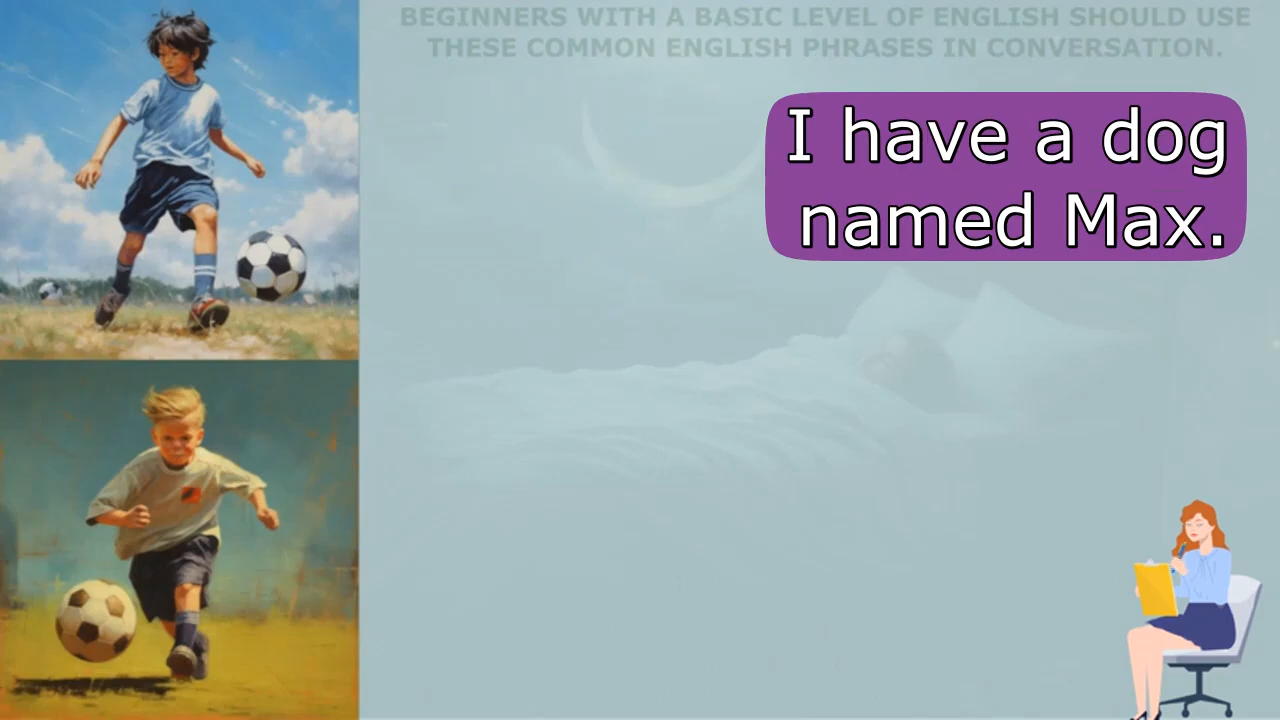 BEGINNERS WITH A BASIC LEVEL OF ENGLISH SHOULD USE
THESE COMMON ENGLISH PHRASES IN CONVERSATION.
I have a dog
named Max.